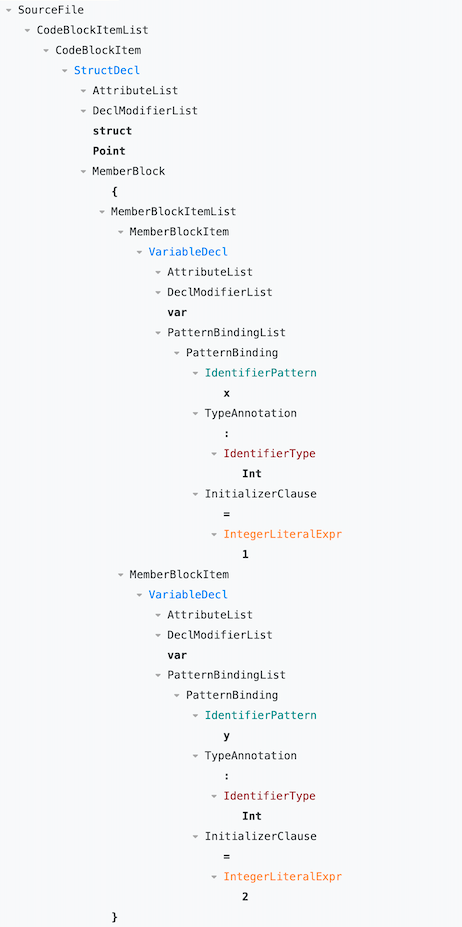 SourceFile
CodeBlockItemList
CodeBlockItem
StructDecl
AttributeList
DeclModifierList
struct
Point
MemberBlock
{
MemberBlockItemList
MemberBlockItem
VariableDecl
AttributeList
DeclModifierList
var
PatternBindingList
PatternBinding
IdentifierPattern
x
TypeAnnotation
:
IdentifierType
Int
InitializerClause
=
IntegerLiteralExpr
1
MemberBlockItem
VariableDecl
AttributeList
DeclModifierList
var
PatternBindingList
PatternBinding
IdentifierPattern
y
TypeAnnotation
:
IdentifierType
Int
InitializerClause
=
IntegerLiteralExpr
2
}